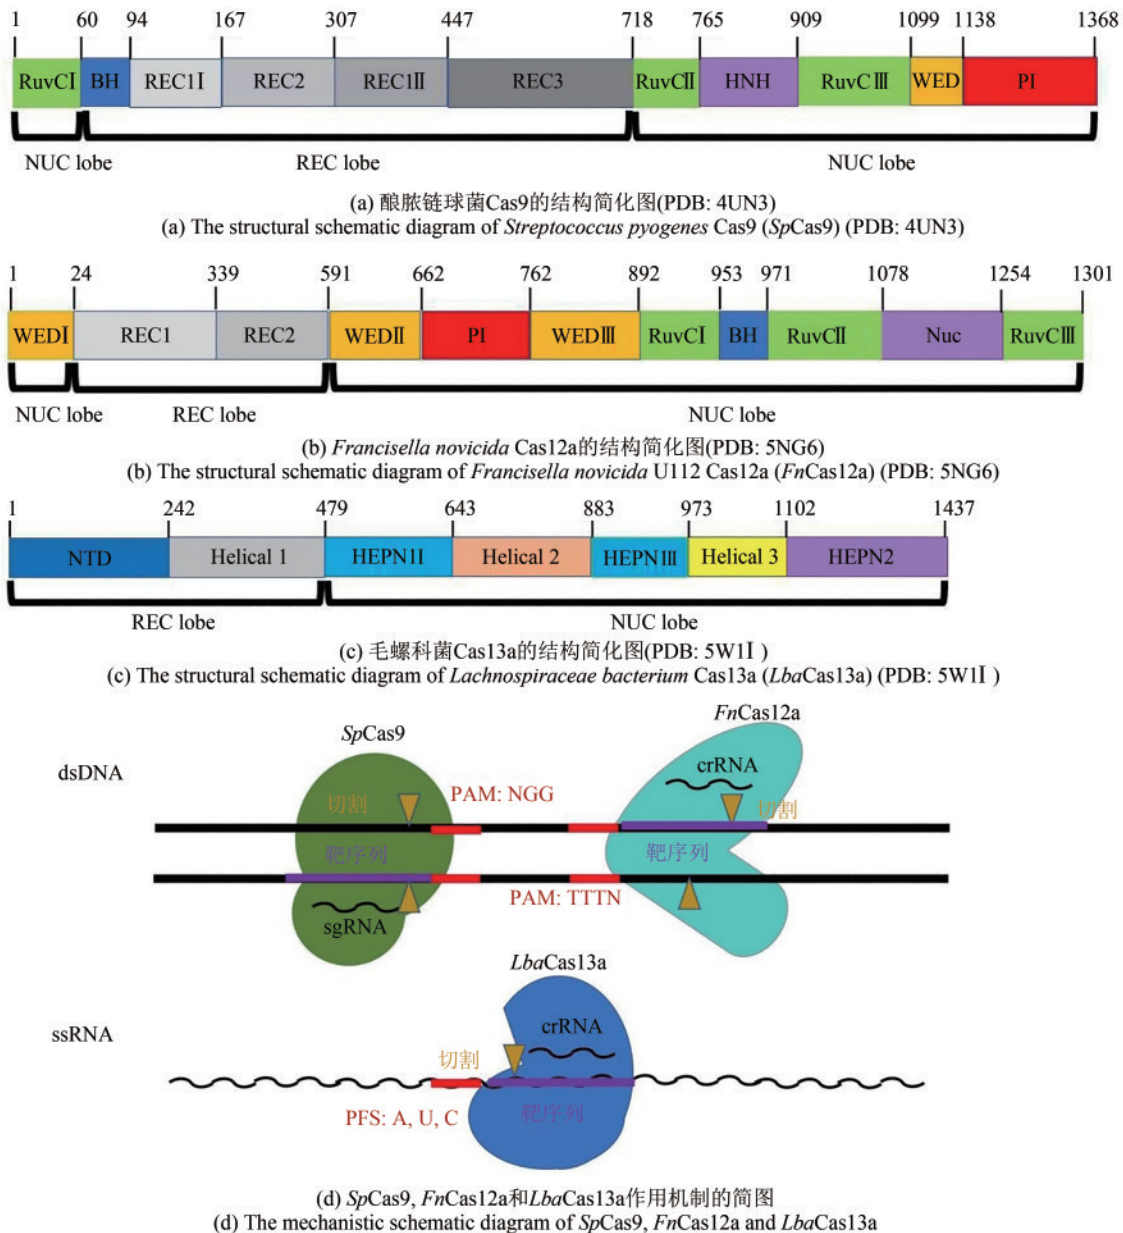 1 60 94 167 307 447 718 765 909 1099 1138 1368
RuvCⅠ BH REC1Ⅰ REC2 REC1Ⅱ REC3 RuvCⅡ HNH RuvCⅢ WED PI
NUC lobe REC lobe NUC lobe
(a) 酿脓链球菌Cas9的结构简化图(PDB: 4UN3)
(a) The structural schematic diagram of Streptococcus pyogenes Cas9 (SpCas9) (PDB: 4UN3)
1 24 339 591 662 762 892 953 971 1078 1254 1301
WEDⅠ REC1 REC2 WEDⅡ PI WEDⅢ RuvCⅠ BH RuvCⅡ Nuc RuvCⅢ
NUC lobe REC lobe NUC lobe
(b) Francisella novicida Cas12a的结构简化图(PDB: 5NG6)
(b) The structural schematic diagram of Francisella novicida U112 Cas12a (FnCas12a) (PDB: 5NG6)
1 242 479 643 883 973 1102 1437
NTD Helical 1 HEPN1Ⅰ Helical 2 HEPN1Ⅱ Helical 3 HEPN2
REC lobe NUC lobe
(c) 毛螺科菌Cas13a的结构简化图(PDB: 5W1Ⅰ)
(c) The structural schematic diagram of Lachnospiraceae bacterium Cas13a (LbaCas13a) (PDB: 5W1Ⅰ)
FnCas12a
SpCas9
dsDNA
crRNA
切割 PAM: NGG 切割
靶序列 靶序列
PAM: TTTN
sgRNA
LbaCas13a
ssRNA
crRNA
切割
PFS: A, U, C 靶序列
(d) SpCas9, FnCas12a和LbaCas13a作用机制的简图
(d) The mechanistic schematic diagram of SpCas9, FnCas12a and LbaCas13a